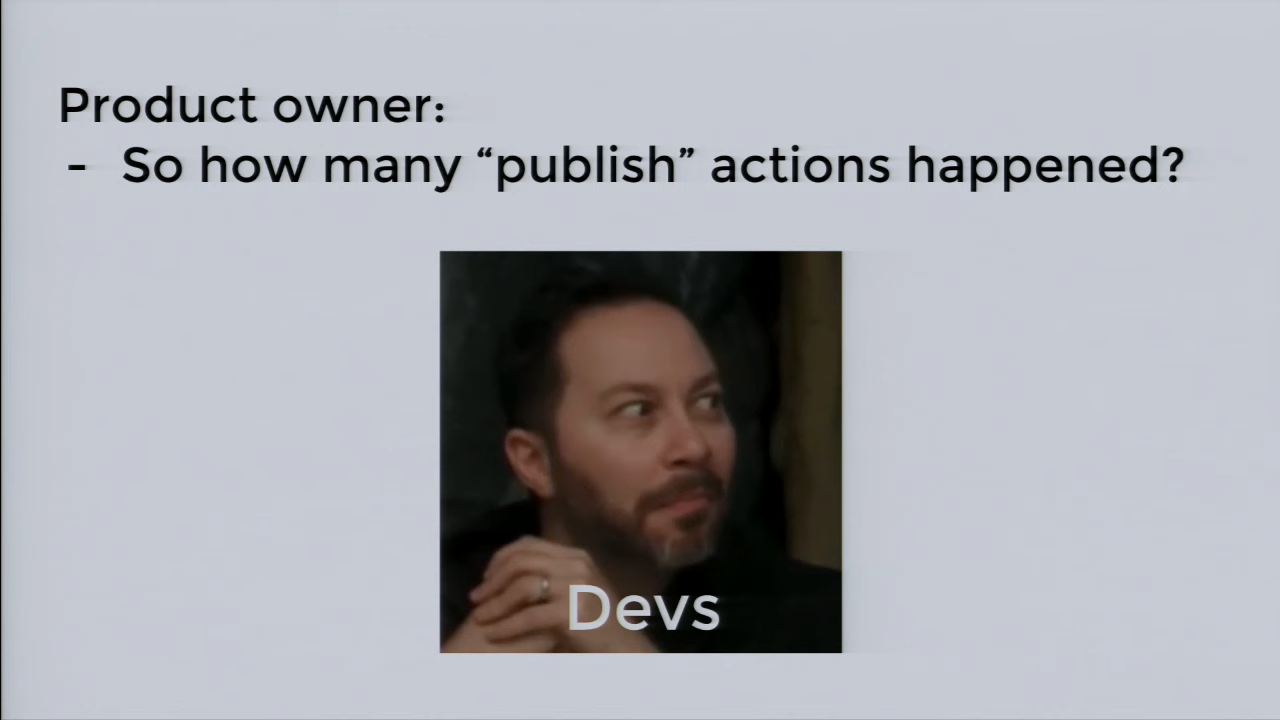 Product owner:
- So how many “publish” actions happened?
Devs